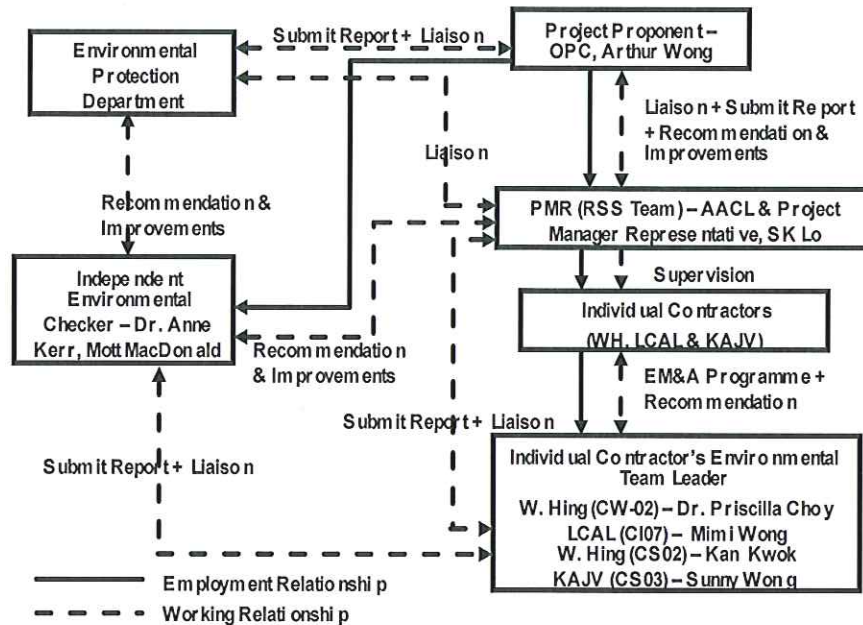 Environmental
Protection
Department
Submit Report + Liaison
Project Proponent –
OPC, Arthur Wong
Liaison + Submit Report
+ Recommendation &
Improvements
Liaison
Recommendation &
Improvements
PMR (RSS Team) – AACL & Project
Manager Representative, SK Lo
Supervision
Independent
Environmental
Checker – Dr. Anne
Kerr, Mott MacDonald
Recommendation
& Improvements
Individual Contractors
(WH, LCAL & KAJV)
EM&A Programme +
Recommendation
Submit Report + Liaison
Submit Report + Liaison
Individual Contractor's Environmental
Team Leader
W. Hing (CW-02) – Dr. Priscilla Choy
LCAL (CI07) – Mimi Wong
W. Hing (CS02) – Kan Kwok
KAJV (CS03) – Sunny Wong
Employment Relationship
Working Relationship